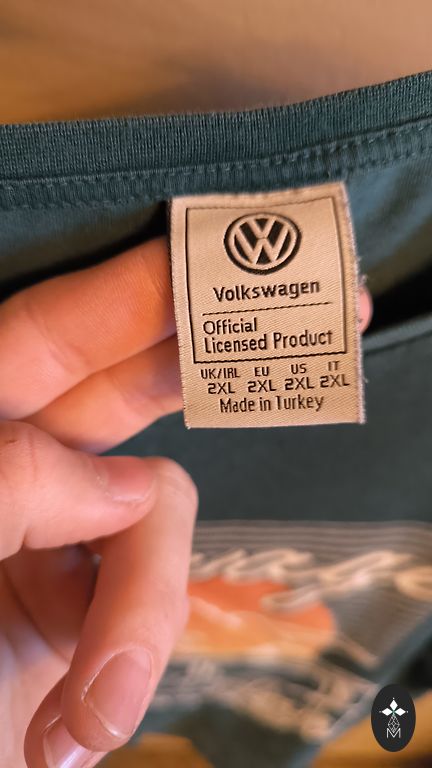 Volkswagen
Official
Licensed Product
UK/IRL EU US IT
2XL 2XL 2XL 2XL
Made in Turkey